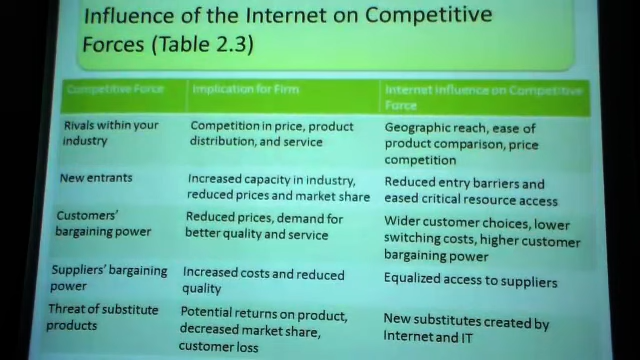 Influence of the Internet on Competitive
Forces (Table 2.3)
Competitive Force
Implication for Firm
Internet Influence on Competitive
Force
Rivals within your
industry
Competition in price, product
distribution, and service
Geographic reach, ease of
product comparison, price
competition
New entrants
Increased capacity in industry,
reduced prices and market share
Reduced entry barriers and
eased critical resource access
Customers'
bargaining power
Reduced prices, demand for
better quality and service
Wider customer choices, lower
switching costs, higher customer
bargaining power
Suppliers' bargaining
power
Increased costs and reduced
quality
Equalized access to suppliers
Threat of substitute
products
Potential returns on product,
decreased market share,
customer loss
New substitutes created by
Internet and IT